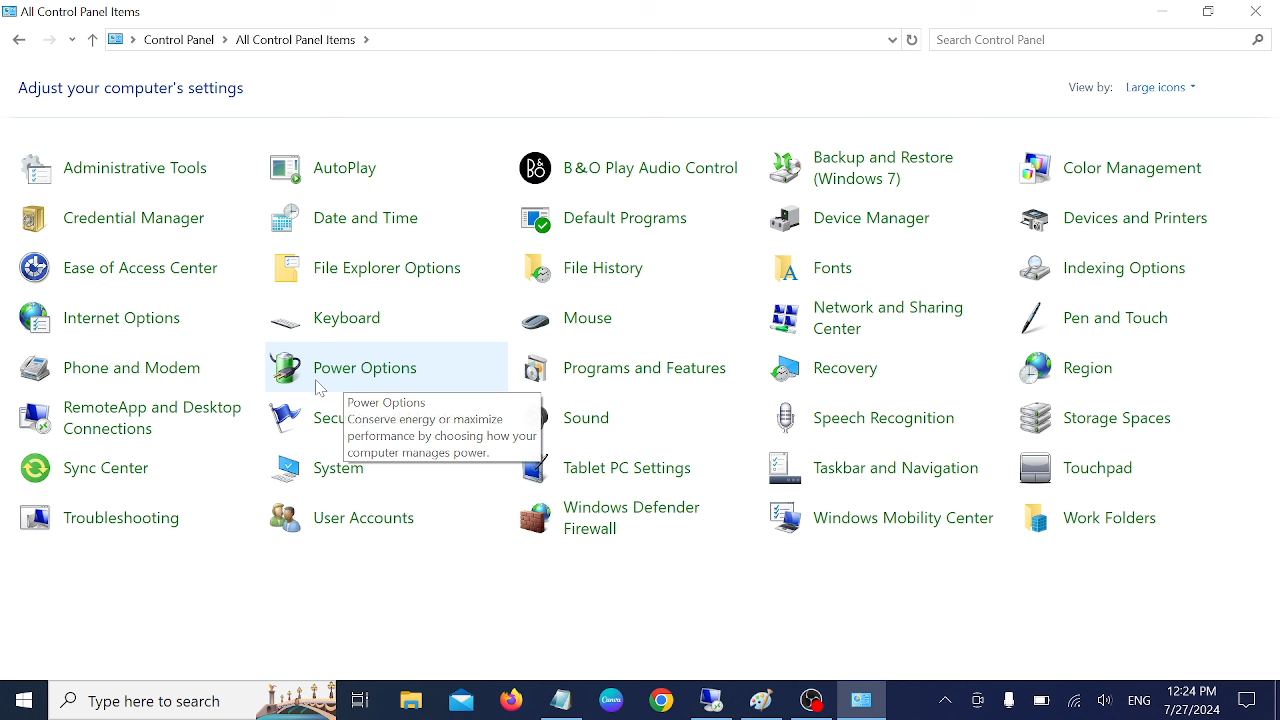 All Control Panel Items
Control Panel All Control Panel Items
Search Control Panel
Adjust your computer's settings
View by: Large icons
Administrative Tools
AutoPlay
B&O
B&O Play Audio Control
Backup and Restore
(Windows 7)
Color Management
Credential Manager
Date and Time
Default Programs
Device Manager
Devices and Printers
Ease of Access Center
File Explorer Options
File History
A
Fonts
Indexing Options
Internet Options
Keyboard
Mouse
Network and Sharing
Center
Pen and Touch
Phone and Modem
Power Options
Programs and Features
Recovery
Region
RemoteApp and Desktop
Connections
Power Options
Conserve energy or maximize
performance by choosing how your
computer manages power.
Sound
Speech Recognition
Storage Spaces
Sync Center
System
Tablet PC Settings
Taskbar and Navigation
Touchpad
Troubleshooting
User Accounts
Windows Defender
Firewall
Windows Mobility Center
Work Folders
Type here to search
Canva
ENG
12:24 PM
7/27/2024